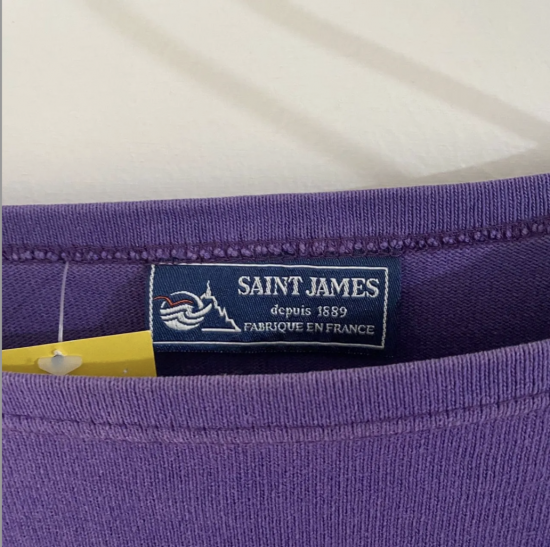 SAINT JAMES
depuis 1889
FABRIQUE EN FRANCE